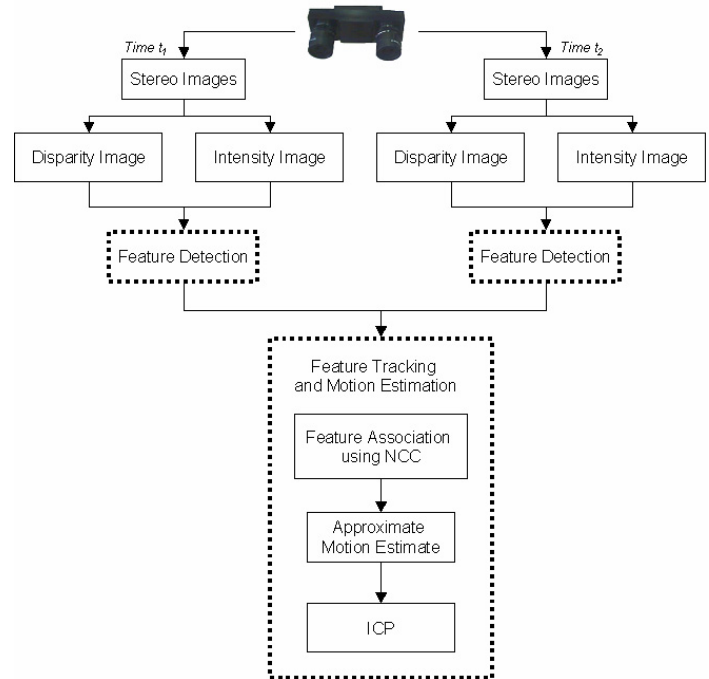 Time t1
Time t2
Stereo Images
Stereo Images
Disparity Image
Intensity Image
Disparity Image
Intensity Image
Feature Detection
Feature Detection
Feature Tracking
and Motion Estimation
Feature Association
using NCC
Approximate
Motion Estimate
ICP